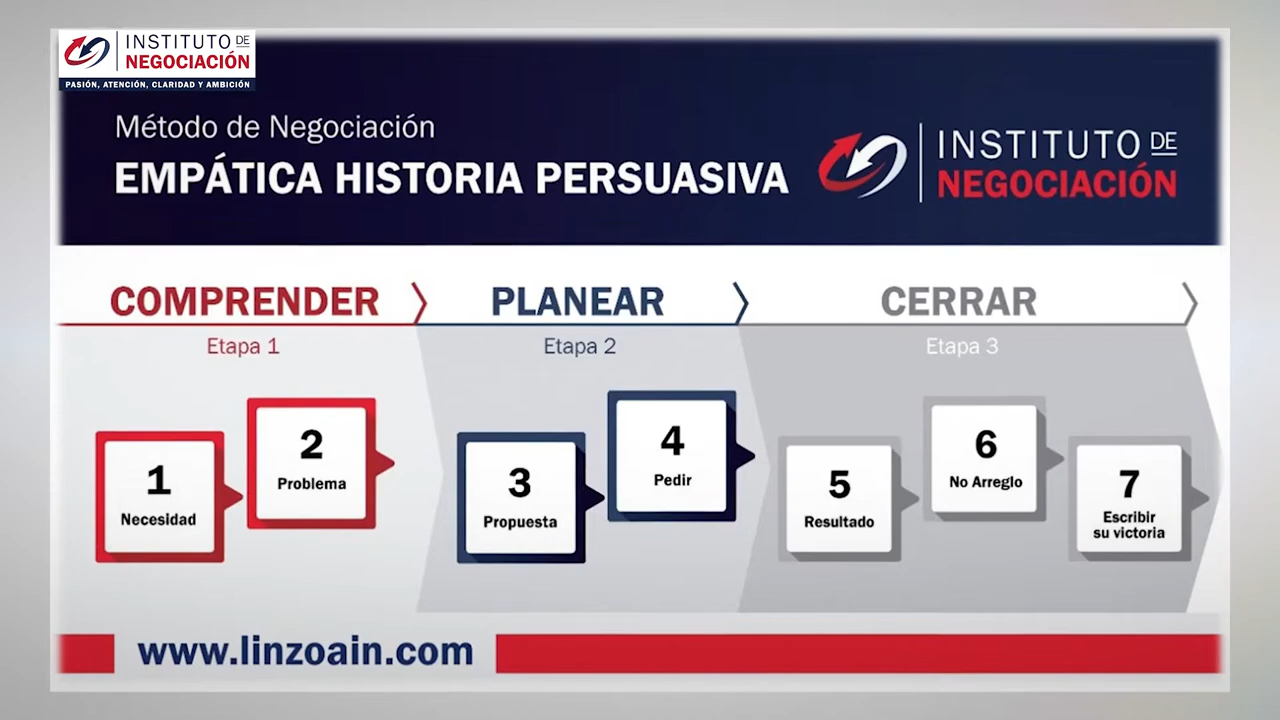 INSTITUTO DE
NEGOCIACIÓN
PASIÓN, ATENCIÓN, CLARIDAD Y AMBICIÓN
Método de Negociación
EMPÁTICA HISTORIA PERSUASIVA
INSTITUTO DE
NEGOCIACIÓN
COMPRENDER
PLANEAR
CERRAR
Etapa 1
Etapa 2
Etapa 3
1
Necesidad
2
Problema
3
Propuesta
4
Pedir
5
Resultado
6
No Arreglo
7
Escribir
su victoria
www.linzoain.com